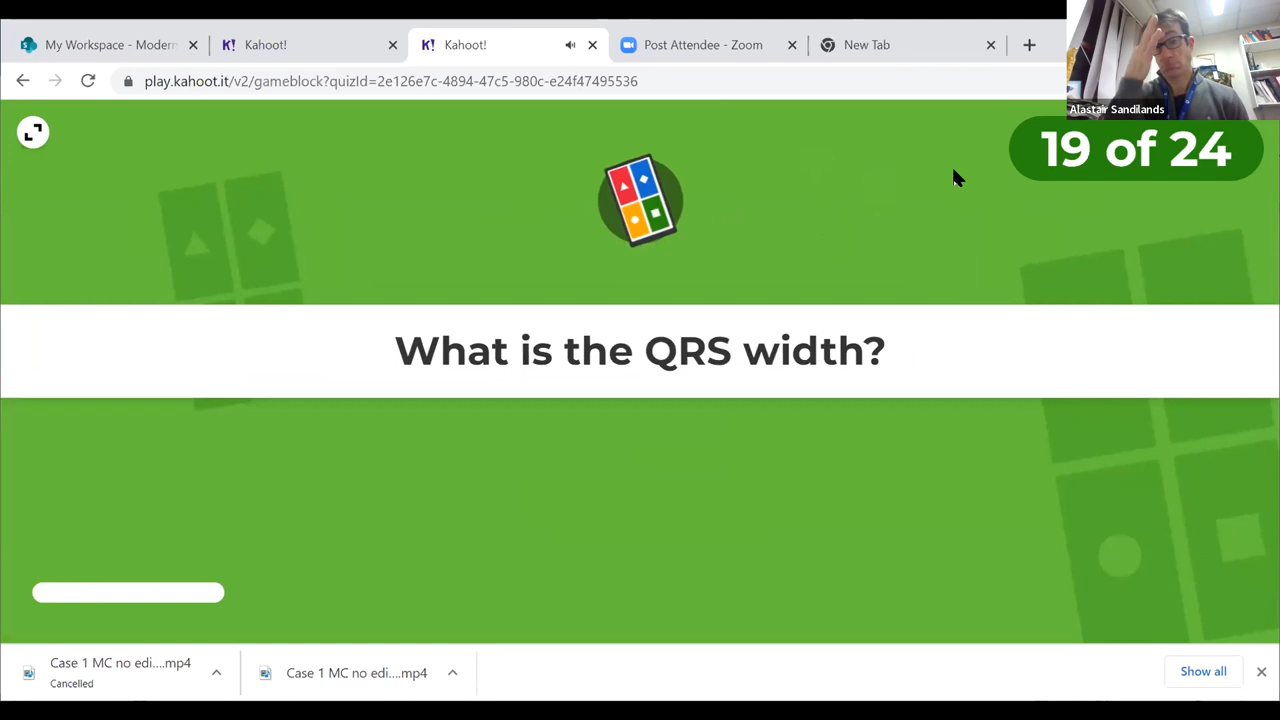 My Workspace - Modern
Kahoot!
Kahoot!
Post Attendee - Zoom
New Tab
play.kahoot.it/v2/gameblock?quizId=2e126e7c-4894-47c5-980c-e24f47495536
Alastair Sandilands
19 of 24
What is the QRS width?
Case 1 MC no edi....mp4
Cancelled
Case 1 MC no edi....mp4
Show all